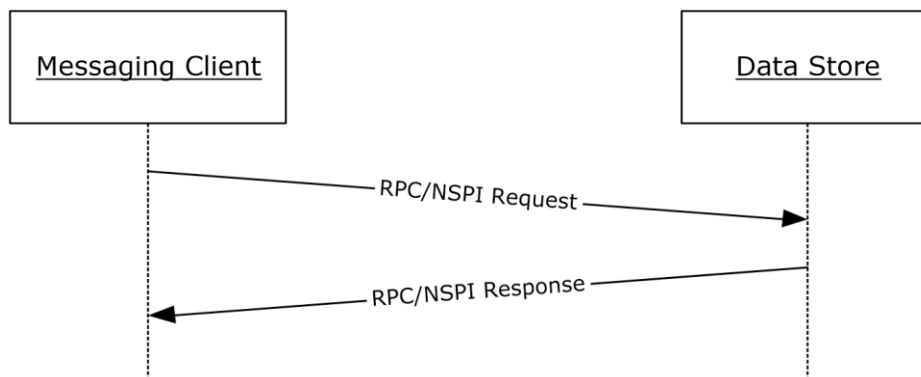 Messaging Client
Data Store
RPC/NSPI Request
RPC/NSPI Response